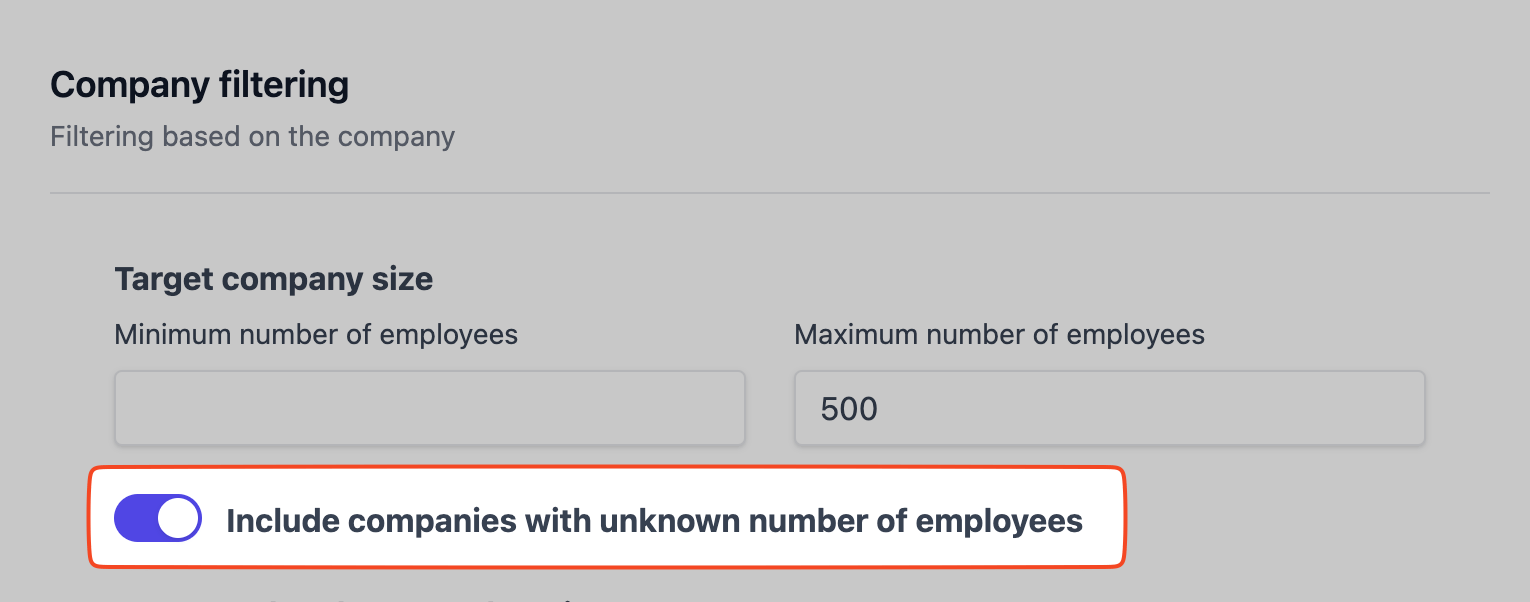 Company filtering
Filtering based on the company
Target company size
Minimum number of employees
Maximum number of employees
500
Include companies with unknown number of employees